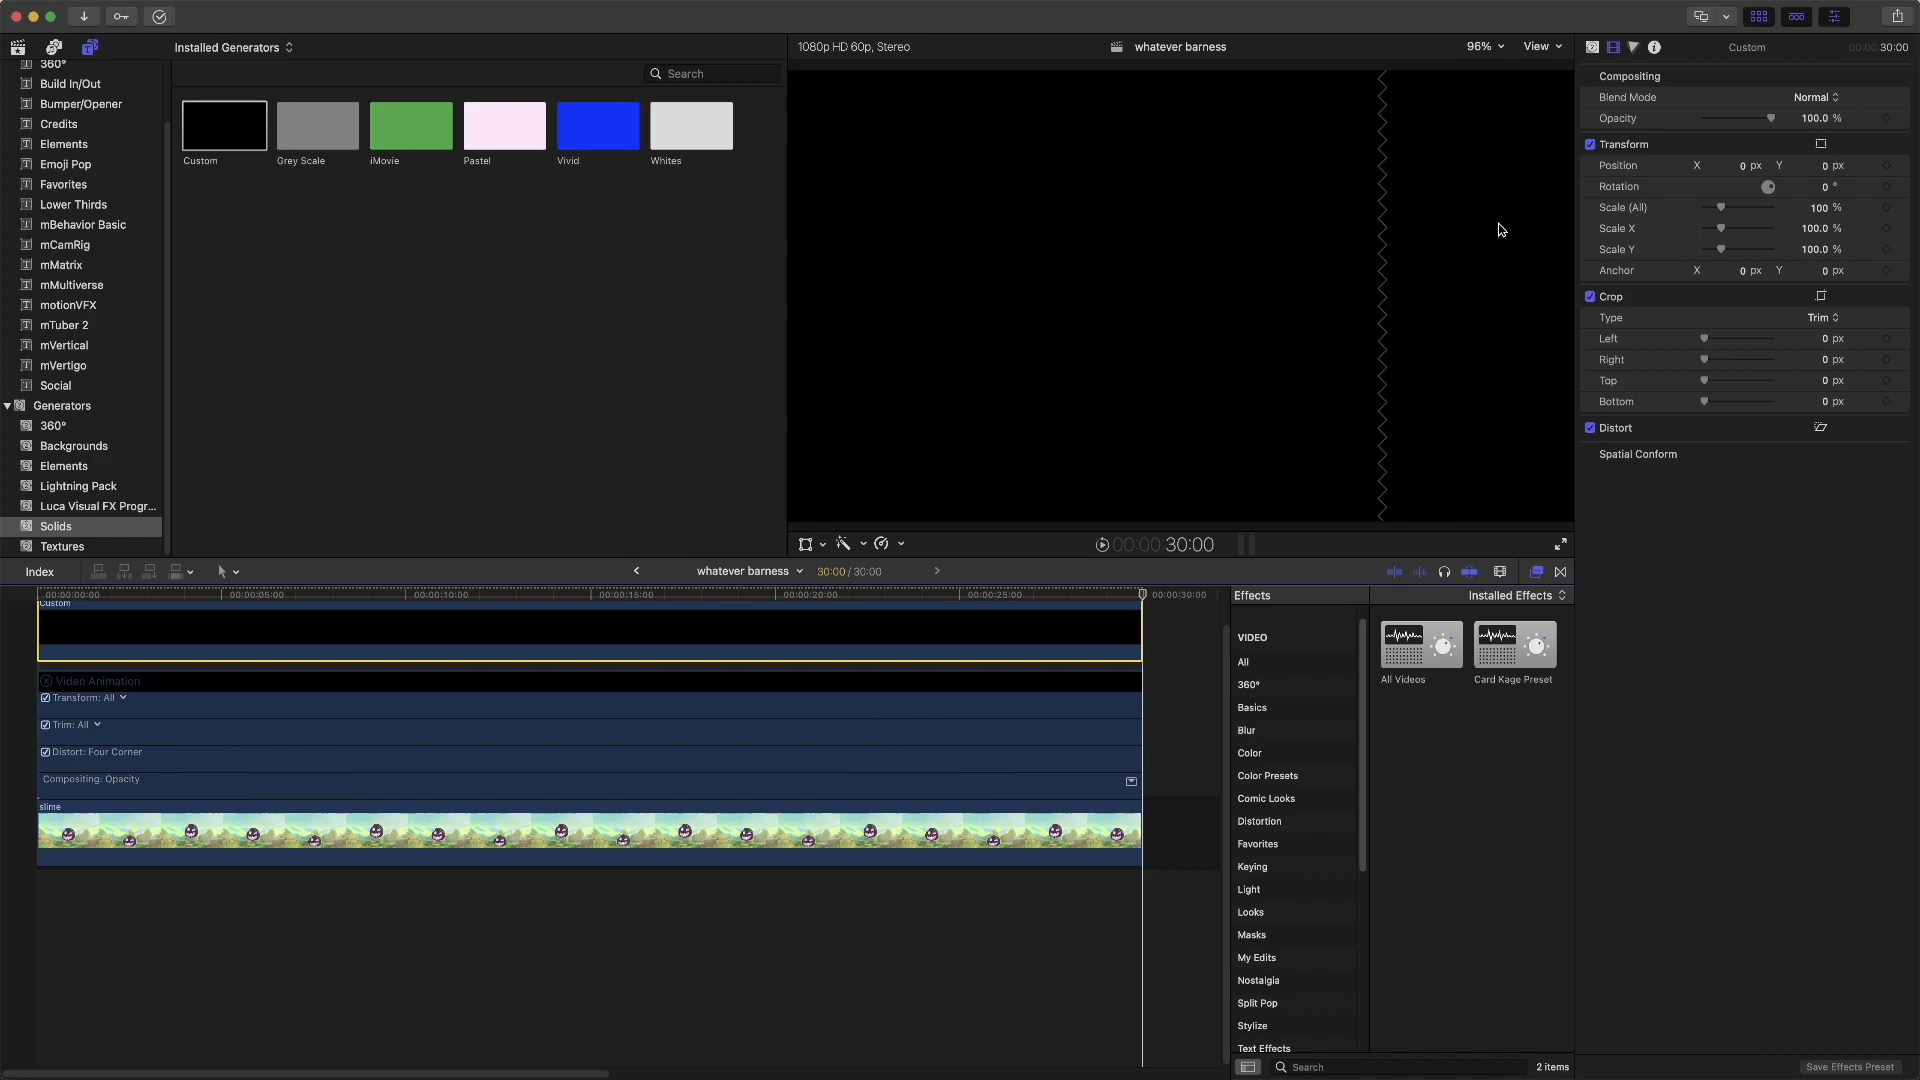 Installed Generators
1080p HD 60p, Stereo
whatever barness
96%
View
Custom
00:00:30:00
360°
Build In/Out
Bumper/Opener
Credits
Elements
Emoji Pop
Favorites
Lower Thirds
mBehavior Basic
mCamRig
mMatrix
mMultiverse
motionVFX
mTuber 2
mVertical
mVertigo
Social
Generators
360°
Backgrounds
Elements
Lightning Pack
Luca Visual FX Progr...
Solids
Textures
Search
Custom
Grey Scale
iMovie
Pastel
Vivid
Whites
00:00:30:00
Compositing
Blend Mode Normal
Opacity 100.0 %
Transform
Position X 0 px Y 0 px
Rotation 0 °
Scale (All) 100 %
Scale X 100.0 %
Scale Y 100.0 %
Anchor X 0 px Y 0 px
Crop
Type Trim
Left 0 px
Right 0 px
Top 0 px
Bottom 0 px
Distort
Spatial Conform
Index
whatever barness
30:00 / 30:00
00:00:00:00
00:00:05:00
00:00:10:00
00:00:15:00
00:00:20:00
00:00:25:00
00:00:30:00
Custom
Video Animation
Transform: All
Trim: All
Distort: Four Corner
Compositing: Opacity
slime
Effects
Installed Effects
VIDEO
All
360°
Basics
Blur
Color
Color Presets
Comic Looks
Distortion
Favorites
Keying
Light
Looks
Masks
My Edits
Nostalgia
Split Pop
Stylize
Text Effects
All Videos
Card Kage Preset
Search
2 items
Save Effects Preset